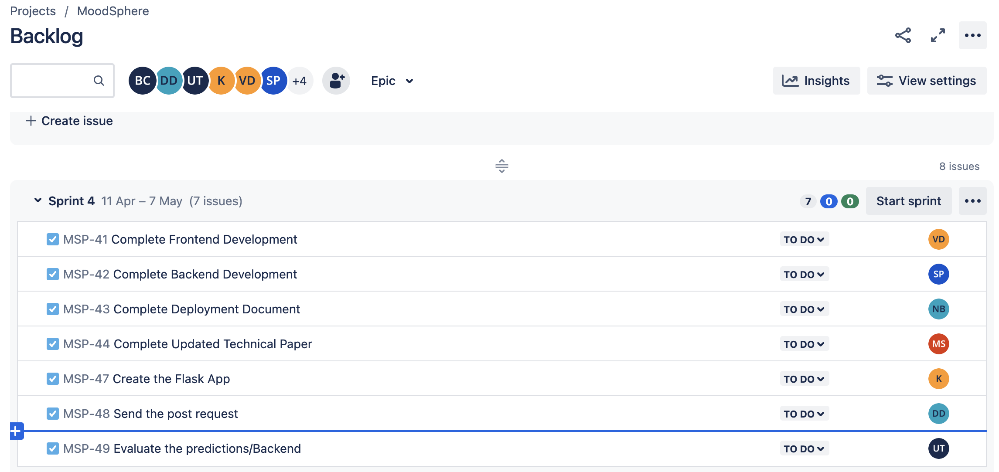 Projects / MoodSphere
Backlog
BC DD UT K VD SP +4 Epic Insights View settings
Create issue
8 issues
Sprint 4 11 Apr – 7 May (7 issues) 7 0 0 Start sprint
MSP-41 Complete Frontend Development TO DO VD
MSP-42 Complete Backend Development TO DO SP
MSP-43 Complete Deployment Document TO DO NB
MSP-44 Complete Updated Technical Paper TO DO MS
MSP-47 Create the Flask App TO DO K
MSP-48 Send the post request TO DO DD
MSP-49 Evaluate the predictions/Backend TO DO UT